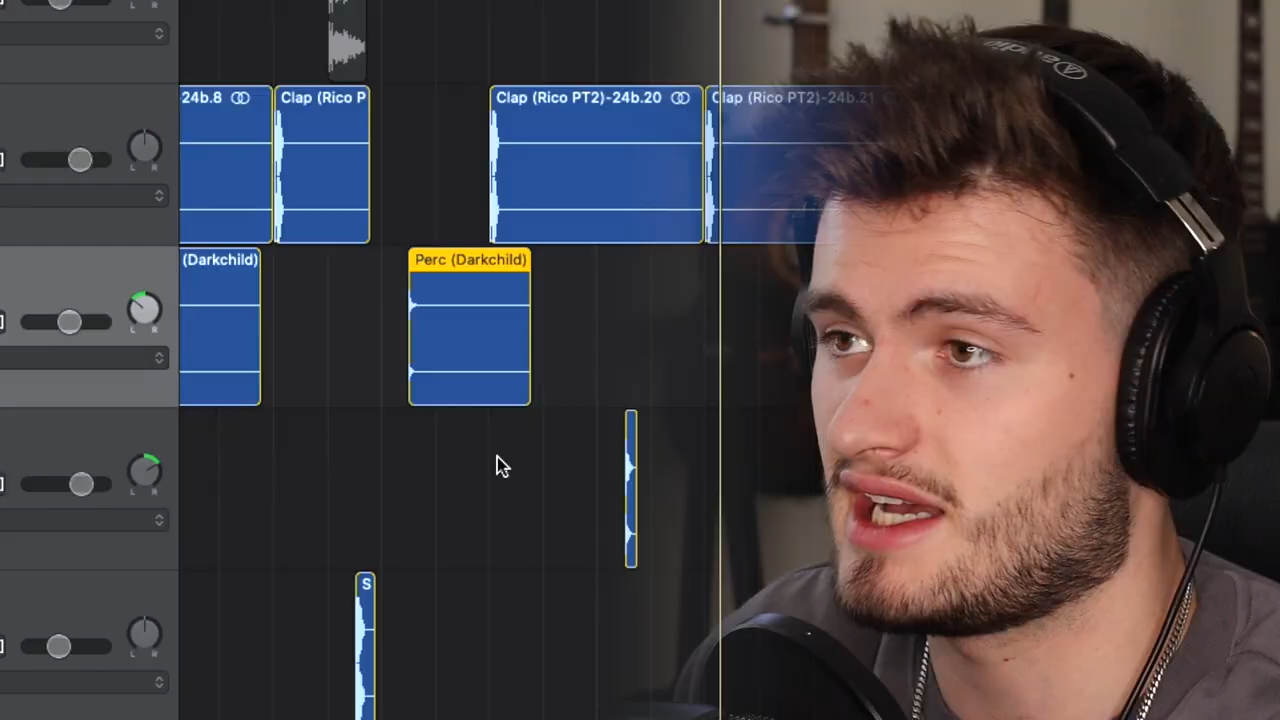 L R
24b.8
Clap (Rico P
Clap (Rico PT2)-24b.20
Clap (Rico PT2)-24b.21
L R
(Darkchild)
Perc (Darkchild)
L R
L R
S
L R